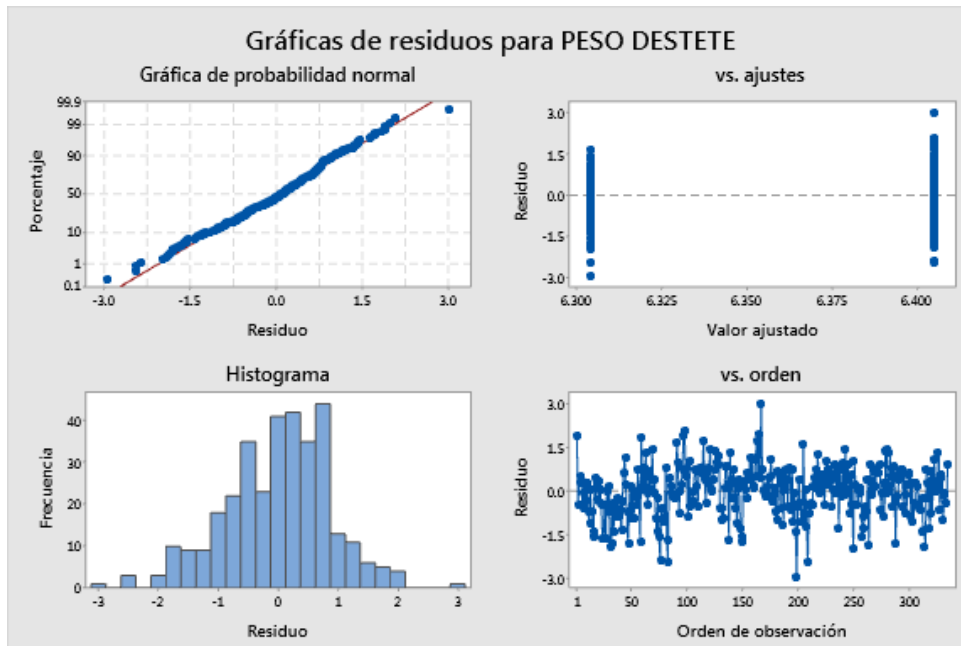 Gráficas de residuos para PESO DESTETE
Gráfica de probabilidad normal
99.9
99
90
50
10
1
0.1
Porcentaje
-3.0 -1.5 0.0 1.5 3.0
Residuo
vs. ajustes
3.0
1.5
0.0
-1.5
-3.0
Residuo
6.300 6.325 6.350 6.375 6.400
Valor ajustado
Histograma
40
30
20
10
0
Frecuencia
-3 -2 -1 0 1 2 3
Residuo
vs. orden
3.0
1.5
0.0
-1.5
-3.0
Residuo
1 50 100 150 200 250 300
Orden de observación